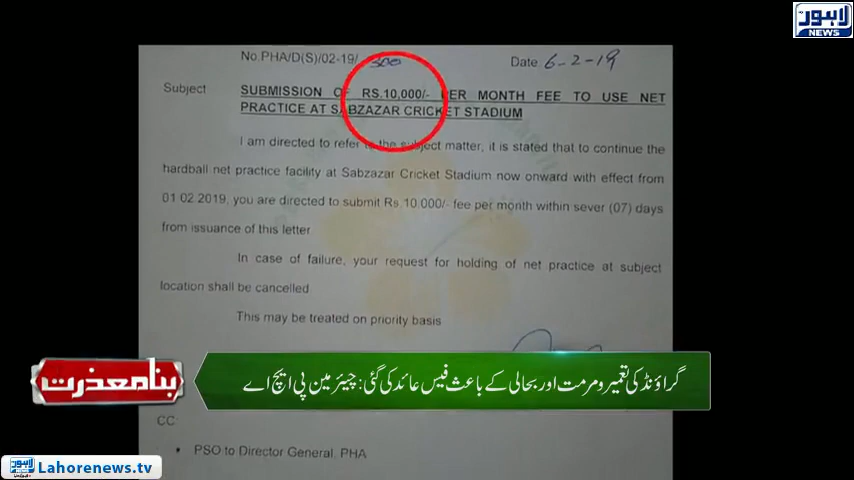 لاہور
NEWS
No.PHA/D(S)/02-19/ 300 Date: 6-2-19
Subject SUBMISSION OF RS.10,000/- PER MONTH FEE TO USE NET
PRACTICE AT SABZAZAR CRICKET STADIUM
I am directed to refer to the subject matter, it is stated that to continue the
hardball net practice facility at Sabzazar Cricket Stadium now onward with effect from
01.02.2019, you are directed to submit Rs.10,000/- fee per month within sever (07) days
from issuance of this letter
In case of failure, your request for holding of net practice at subject
location shall be cancelled
This may be treated on priority basis
بنامعذرت
گراؤنڈ کی تعمیر و مرمت اور بحالی کے باعث فیس عائد کی گئی: چیئرمین پی ایچ اے
CC:
• PSO to Director General, PHA
لاہور Lahorenews.tv